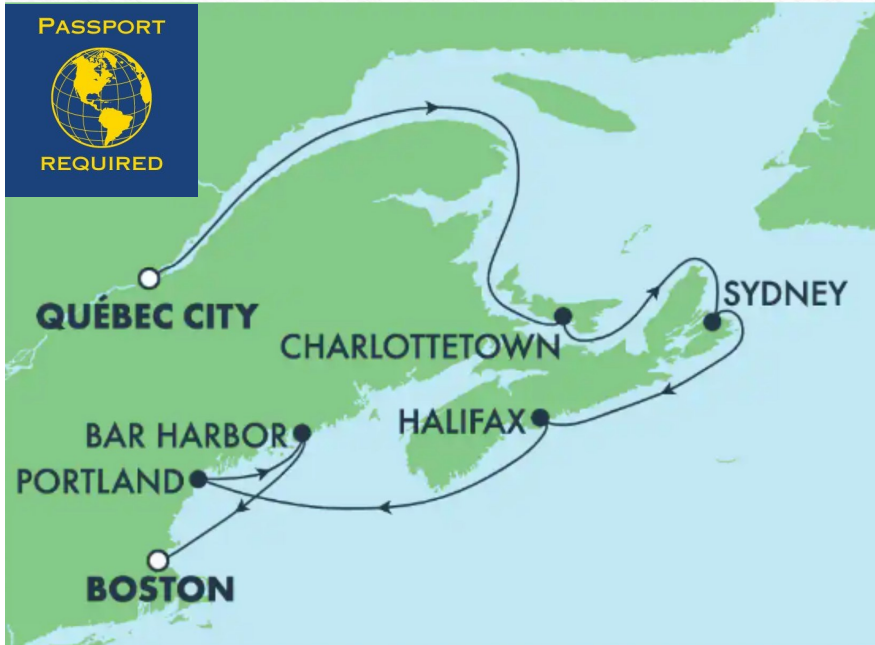 PASSPORT
REQUIRED
QUÉBEC CITY
SYDNEY
CHARLOTTETOWN
HALIFAX
BAR HARBOR
PORTLAND
BOSTON